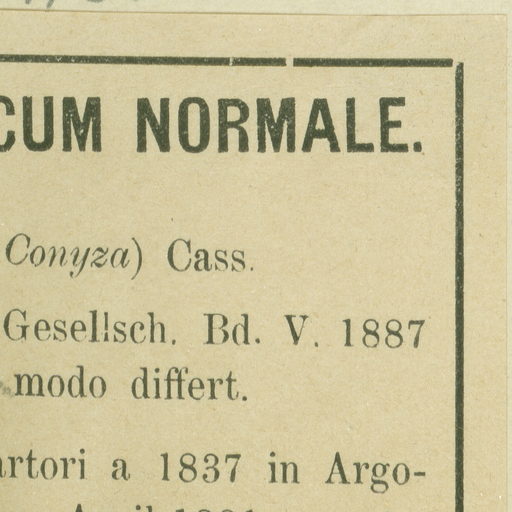 CUM NORMALE.
Conyza) Cass.
Gesellsch. Bd. V. 1887
modo differt.
artori a 1837 in Argo-